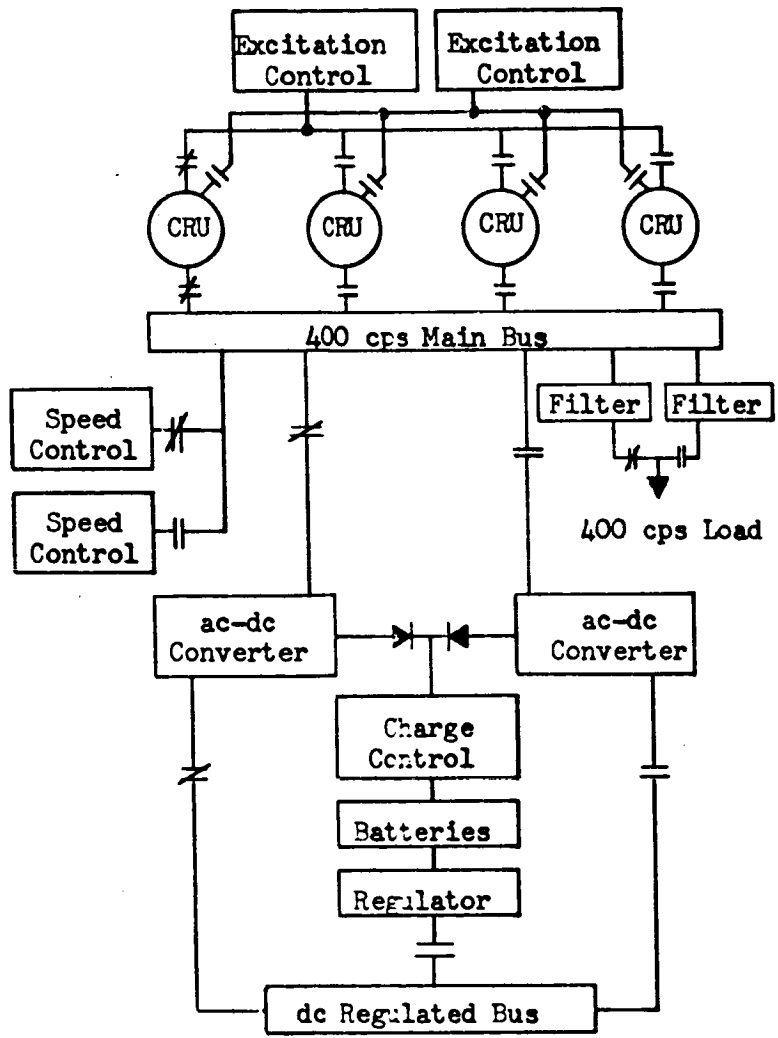 Excitation
Control
Excitation
Control
CRU
CRU
CRU
CRU
400 cps Main Bus
Speed
Control
Filter
Filter
Speed
Control
400 cps Load
ac-dc
Converter
ac-dc
Converter
Charge
Control
Batteries
Regulator
dc Regulated Bus